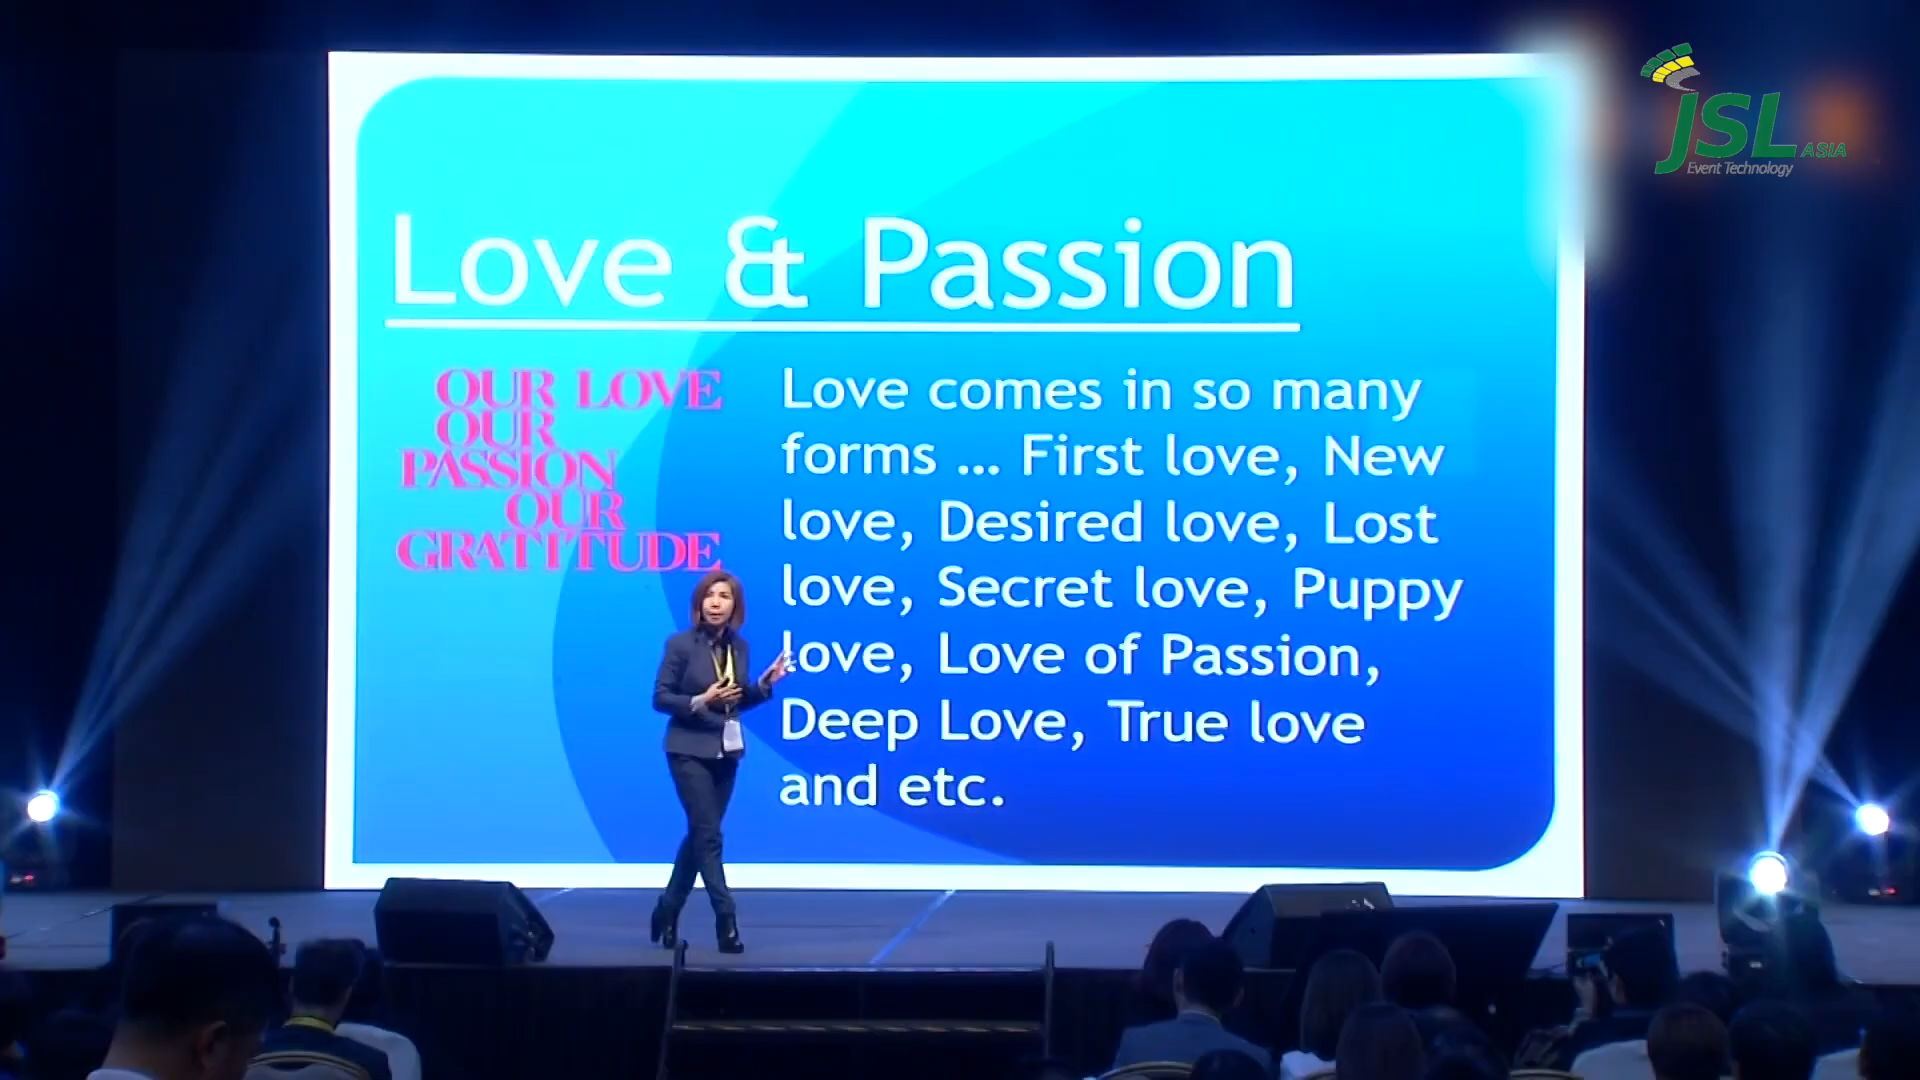 JSL ASIA
Event Technology
Love & Passion
OUR LOVE
OUR
PASSION
OUR
GRATITUDE
Love comes in so many
forms ... First love, New
love, Desired love, Lost
love, Secret love, Puppy
love, Love of Passion,
Deep Love, True love
and etc.